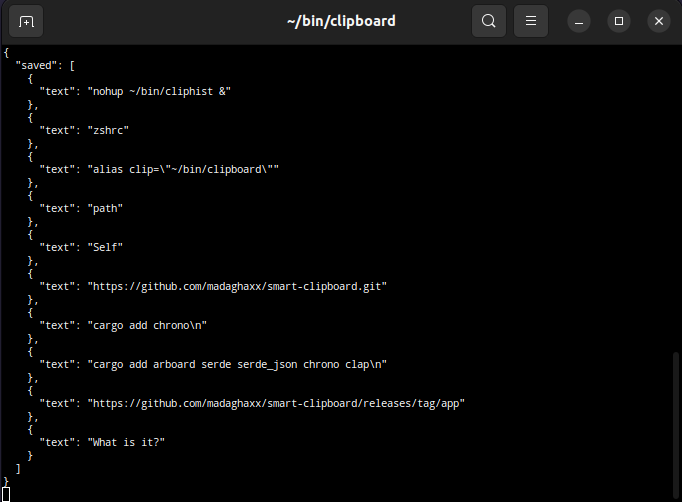 ~/bin/clipboard
{
  "saved": [
    {
      "text": "nohup ~/bin/cliphist &"
    },
    {
      "text": "zshrc"
    },
    {
      "text": "alias clip=\"~/bin/clipboard\""
    },
    {
      "text": "path"
    },
    {
      "text": "Self"
    },
    {
      "text": "https://github.com/madaghaxx/smart-clipboard.git"
    },
    {
      "text": "cargo add chrono\n"
    },
    {
      "text": "cargo add arboard serde serde_json chrono clap\n"
    },
    {
      "text": "https://github.com/madaghaxx/smart-clipboard/releases/tag/app"
    },
    {
      "text": "What is it?"
    }
  ]
}